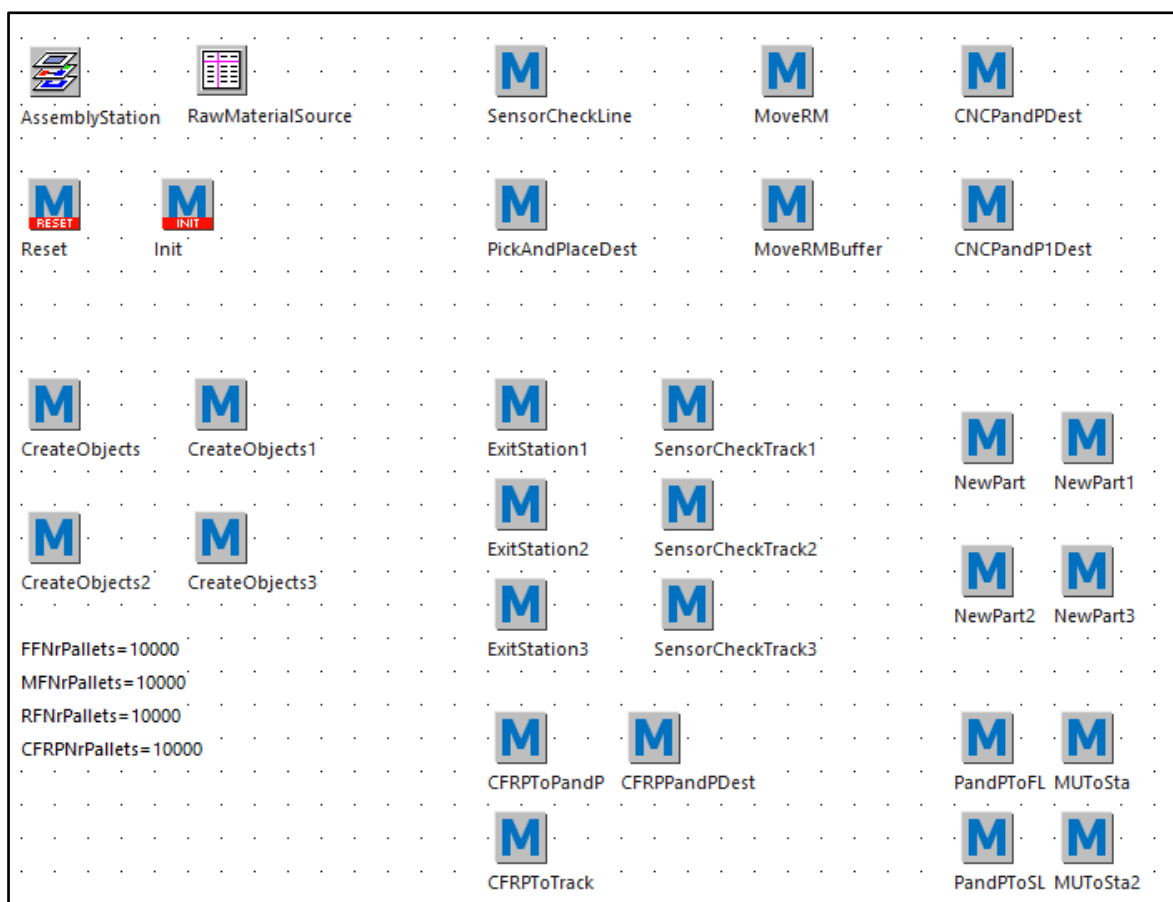 AssemblyStation RawMaterialSource SensorCheckLine MoveRM CNCPandPDest
M RESET M INIT M M M
Reset Init PickAndPlaceDest MoveRMBuffer CNCPandP1Dest
M M M M
CreateObjects CreateObjects1 ExitStation1 SensorCheckTrack1
M M
NewPart NewPart1
M M
ExitStation2 SensorCheckTrack2
M M
CreateObjects2 CreateObjects3
M M
NewPart2 NewPart3
M M
ExitStation3 SensorCheckTrack3
FFNrPallets=10000
MFNrPallets=10000
RFNrPallets=10000
CFRPNrPallets=10000
M M M M
CFRPToPandP CFRPPandPDest PandPToFL MUToSta
M M M
CFRPToTrack PandPToSL MUToSta2